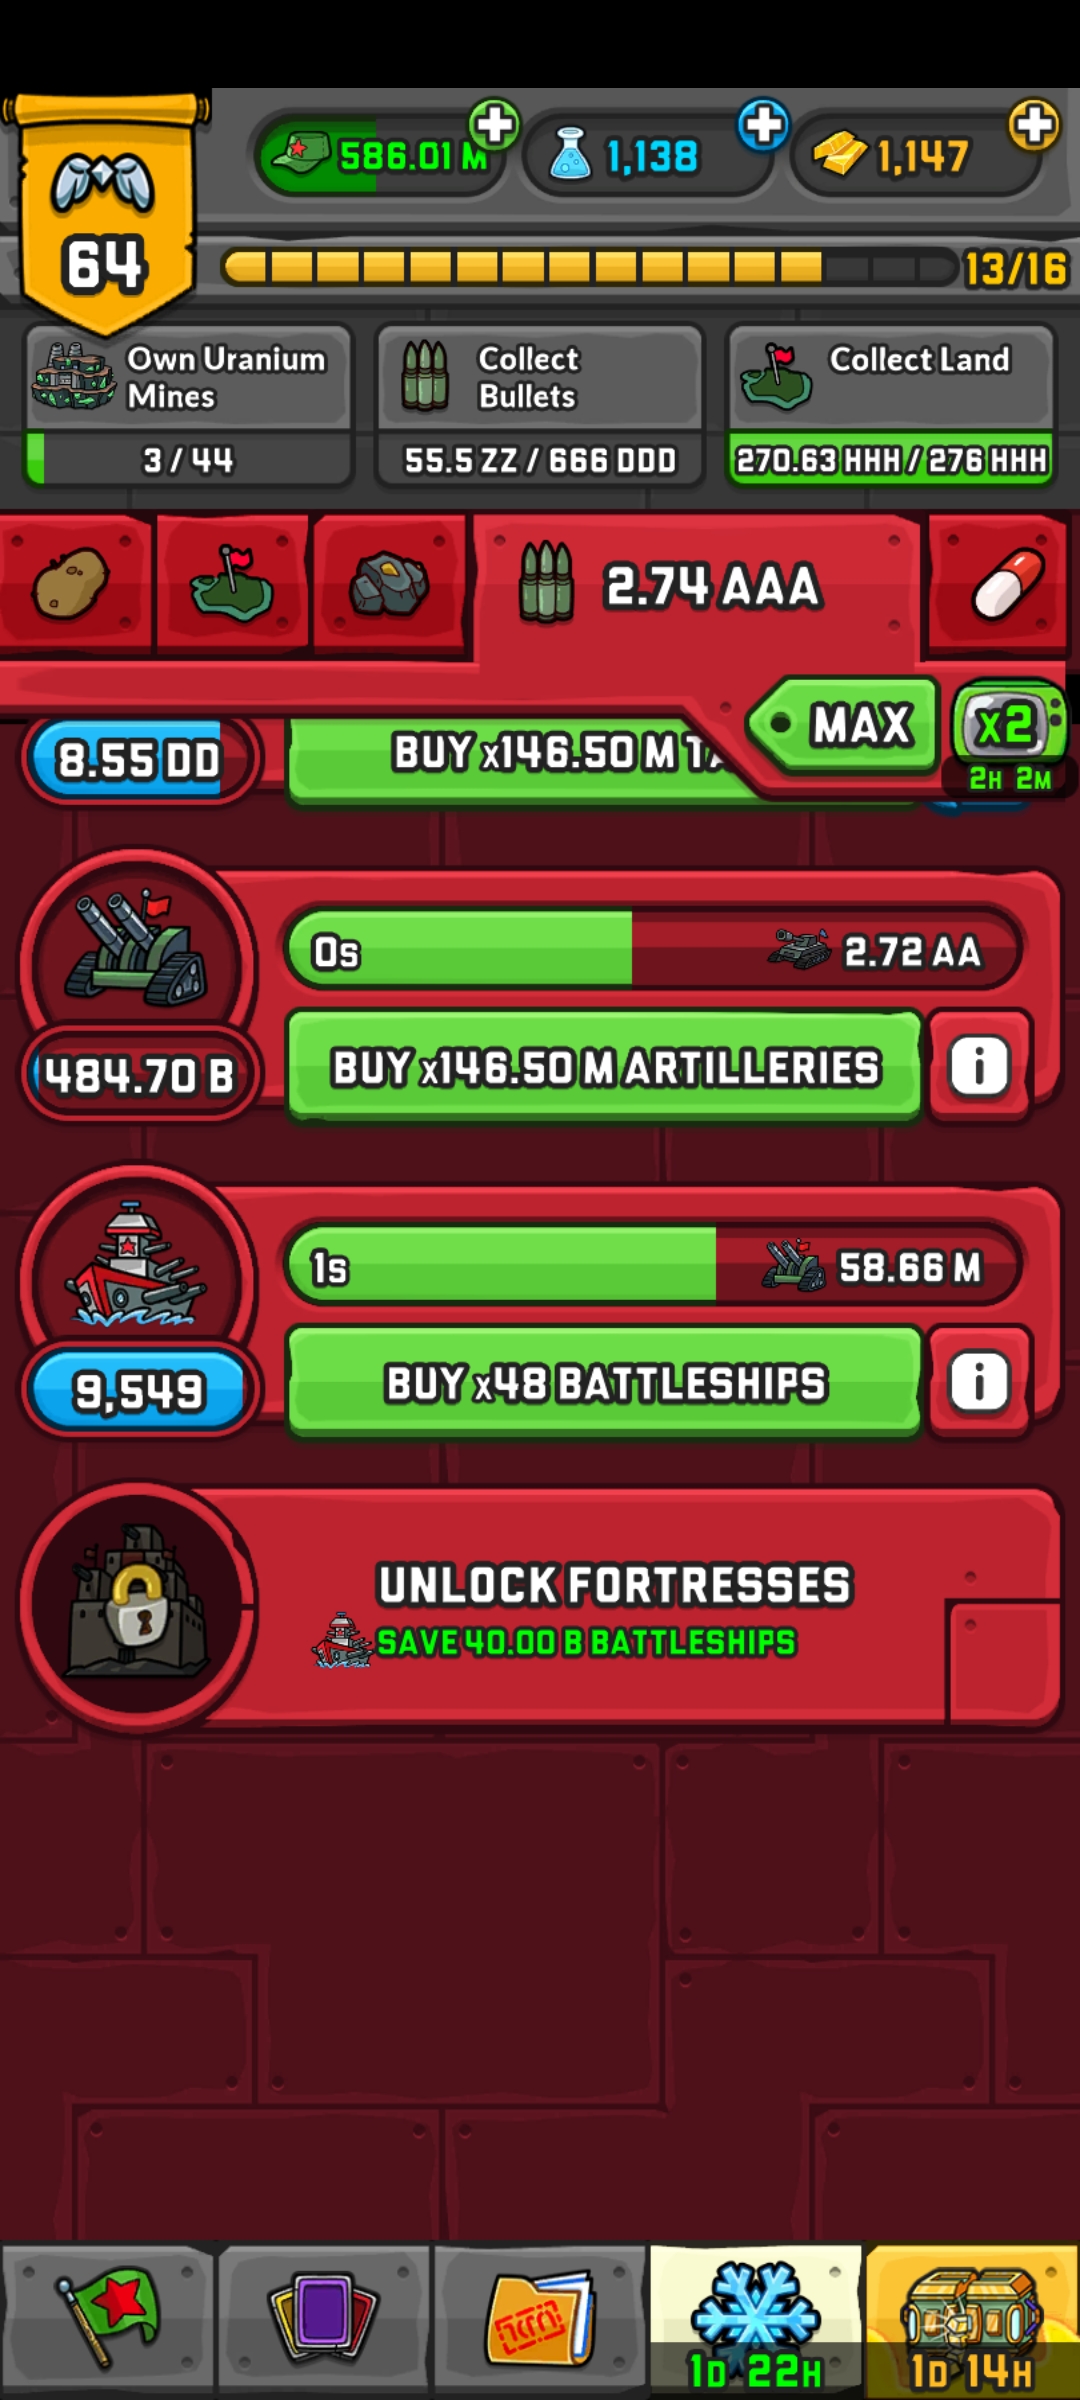 586.01 M
1,138
1,147
64
13/16
Own Uranium
Mines
3 / 44
Collect
Bullets
55.5 ZZ / 666 DDD
Collect Land
270.63 HHH / 276 HHH
2.74 AAA
MAX
x2
2H 2M
8.55 DD
BUY x146.50 M
0s
2.72 AA
484.70 B
BUY x146.50 M ARTILLERIES
i
1s
58.66 M
9,549
BUY x48 BATTLESHIPS
i
UNLOCK FORTRESSES
SAVE 40.00 B BATTLESHIPS
1D 22H
1D 14H